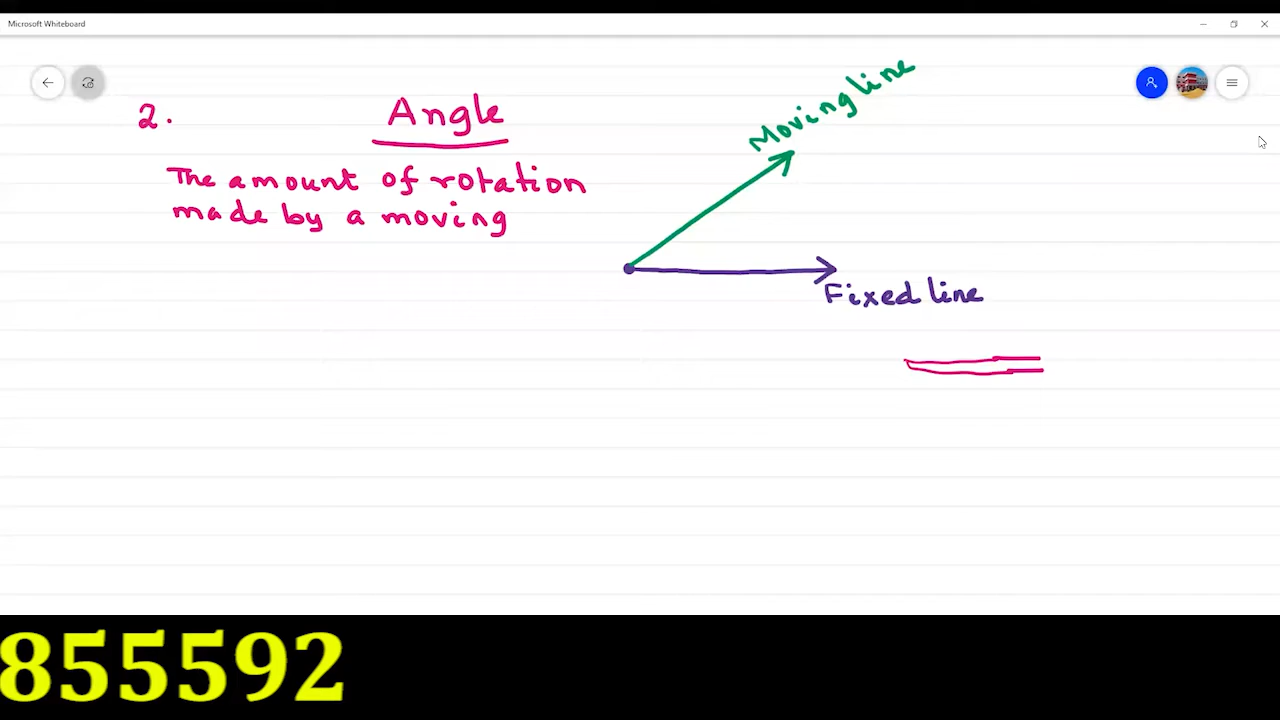 Microsoft Whiteboard
2. Angle
The amount of rotation
made by a moving
Moving line
Fixed line
855592